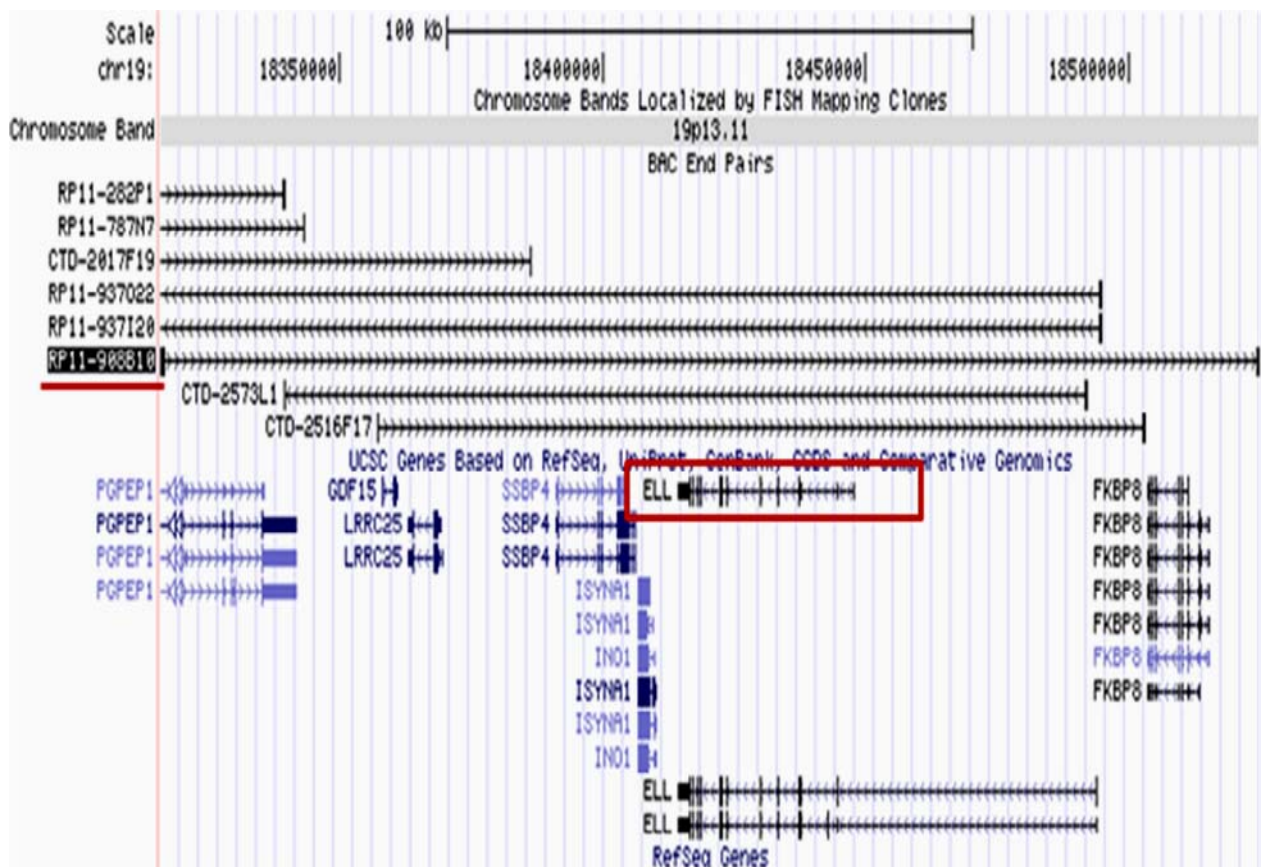 Scale 100 Kb
chr19: 18350000 18400000 18450000 18500000
Chromosome Bands Localized by FISH Mapping Clones
Chromosome Band 19p13.11
BAC End Pairs
RP11-282P1
RP11-787N7
CTD-2017F19
RP11-937O22
RP11-937I20
RP11-908B10
CTD-2573L1
CTD-2516F17
UCSC Genes Based on RefSeq, UniProt, GenBank, CCDS and Comparative Genomics
PGPEP1 GDF15 SSBP4 ELL FKBP8
PGPEP1 LRRC25 SSBP4 FKBP8
PGPEP1 LRRC25 SSBP4 FKBP8
PGPEP1 ISYNA1 FKBP8
ISYNA1 FKBP8
INO1 FKBP8
ISYNA1 FKBP8
ISYNA1
INO1
ELL
ELL
RefSeq Genes